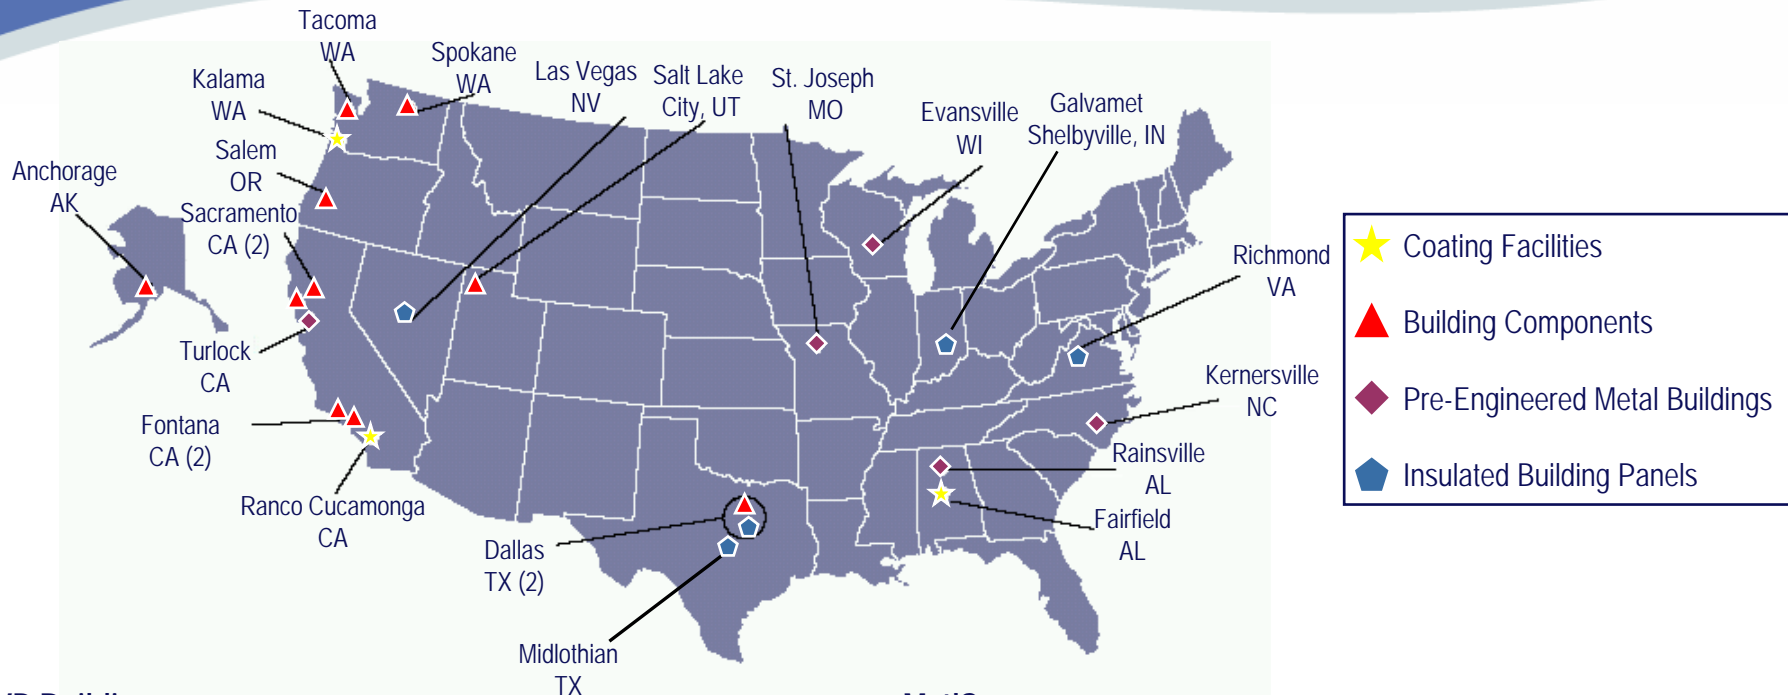 Tacoma
WA
Spokane
WA
Kalama
WA
Las Vegas
NV
Salt Lake
City, UT
St. Joseph
MO
Evansville
WI
Galvamet
Shelbyville, IN
Salem
OR
Anchorage
AK
Sacramento
CA (2)
Richmond
VA
Turlock
CA
Kernersville
NC
Fontana
CA (2)
Rainsville
AL
Ranco Cucamonga
CA
Fairfield
AL
Dallas
TX (2)
Midlothian
TX
Coating Facilities
Building Components
Pre-Engineered Metal Buildings
Insulated Building Panels